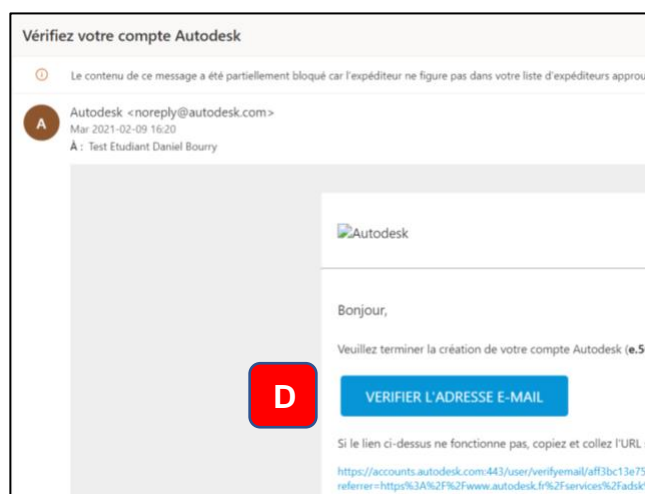 Vérifiez votre compte Autodesk
Le contenu de ce message a été partiellement bloqué car l'expéditeur ne figure pas dans votre liste d'expéditeurs
A
Autodesk <noreply@autodesk.com>
Mar 2021-02-09 16:20
À : Test Etudiant Daniel Bourry
Autodesk
Bonjour,
Veuillez terminer la création de votre compte Autodesk (e.5
D
VERIFIER L'ADRESSE E-MAIL
Si le lien ci-dessus ne fonctionne pas, copiez et collez l'URL
https://accounts.autodesk.com:443/user/verifyemail/aff3bc13e75
referrer=https%3A%2F%2Fwww.autodesk.fr%2Fservices%2Fadsk